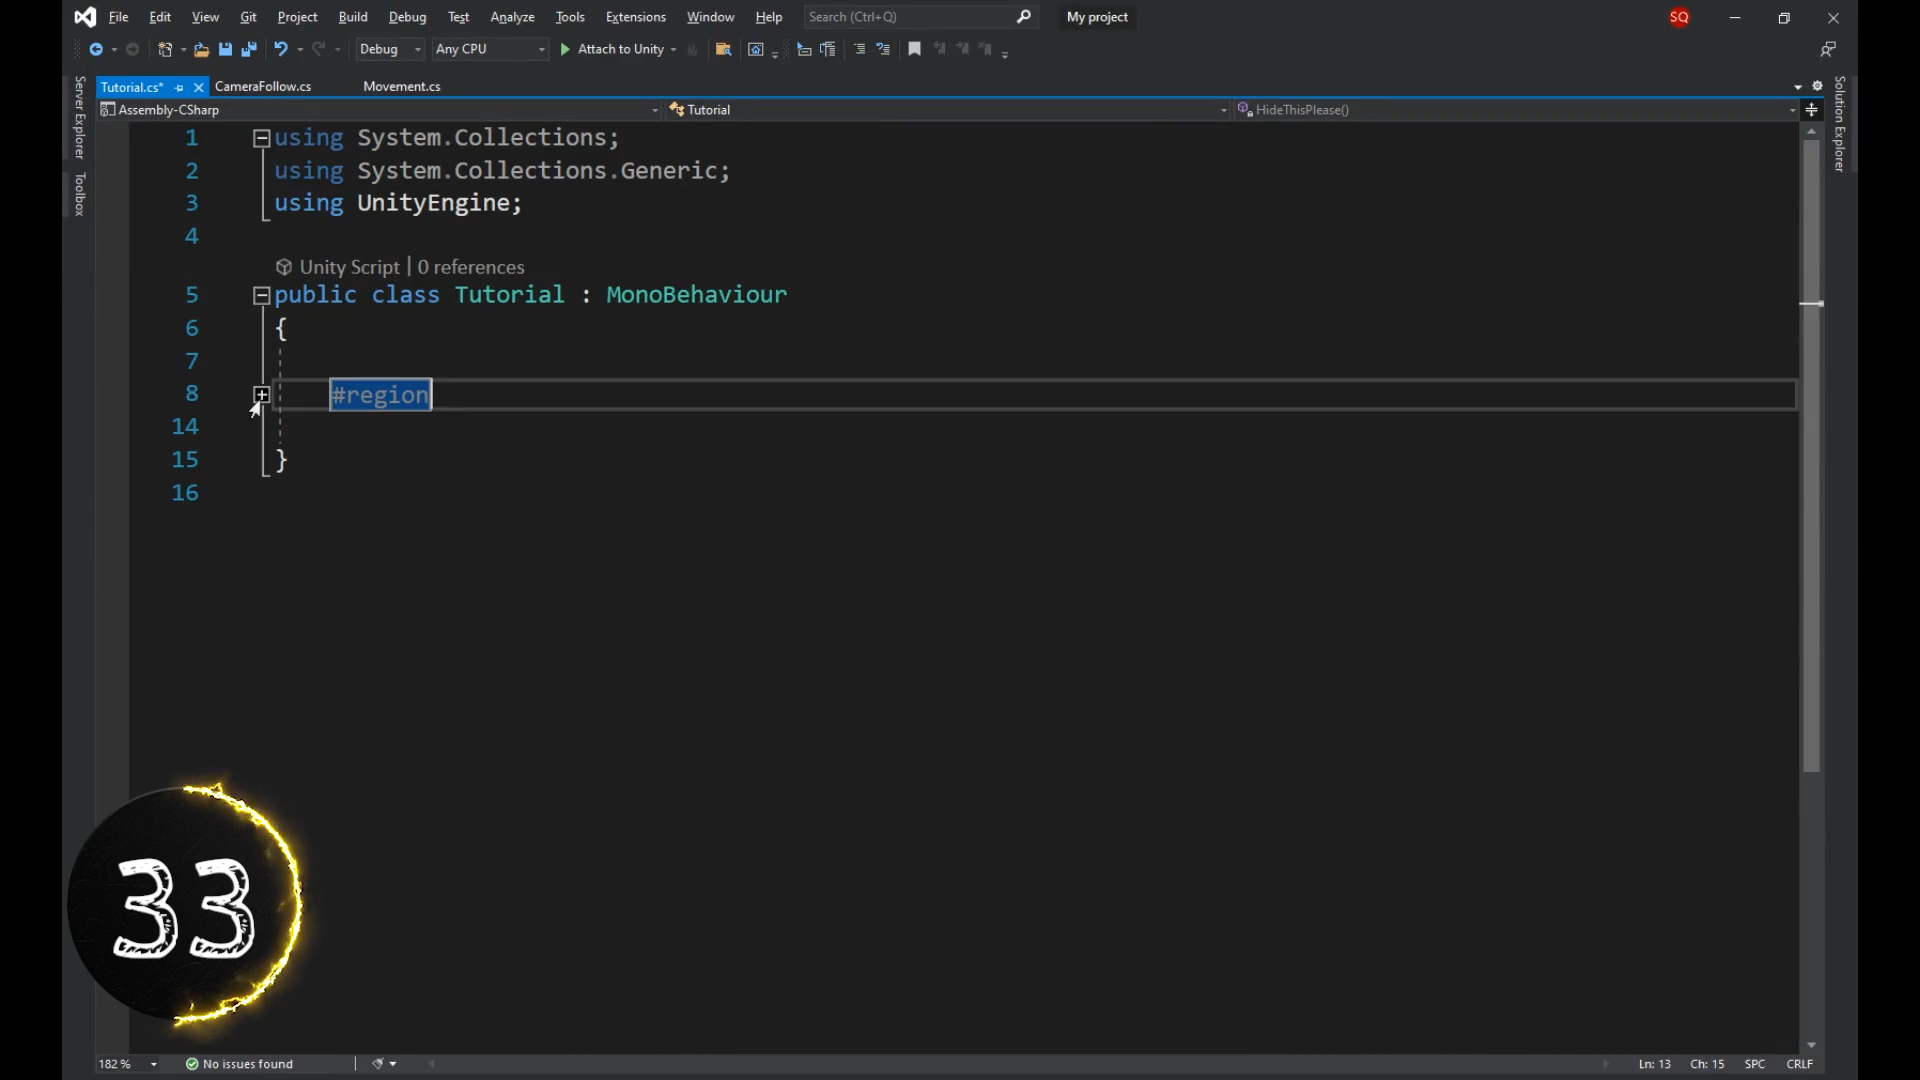 File Edit View Git Project Build Debug Test Analyze Tools Extensions Window Help Search (Ctrl+Q) My project SQ
Debug Any CPU Attach to Unity
Tutorial.cs* CameraFollow.cs Movement.cs
Assembly-CSharp Tutorial HideThisPlease()
Server Explorer
Toolbox
Solution Explorer
1 using System.Collections;
2 using System.Collections.Generic;
3 using UnityEngine;
4
Unity Script | 0 references
5 public class Tutorial : MonoBehaviour
6 {
7
8 #region
14
15 }
16
33
182 % No issues found Ln: 13 Ch: 15 SPC CRLF